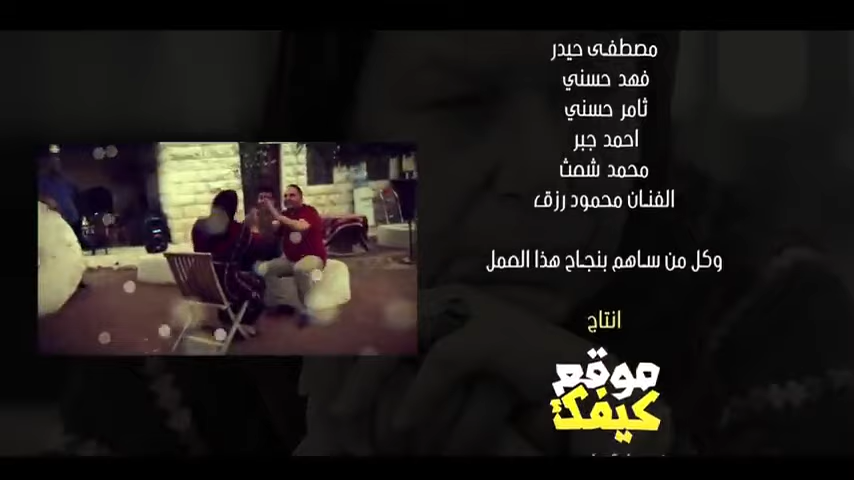 مصطفى حيدر
فهد حسني
ثامر حسني
احمد جبر
محمد شمث
الفنان محمود رزق
وكل من ساهم بنجاح هذا العمل
انتاج
موقع
كيفك